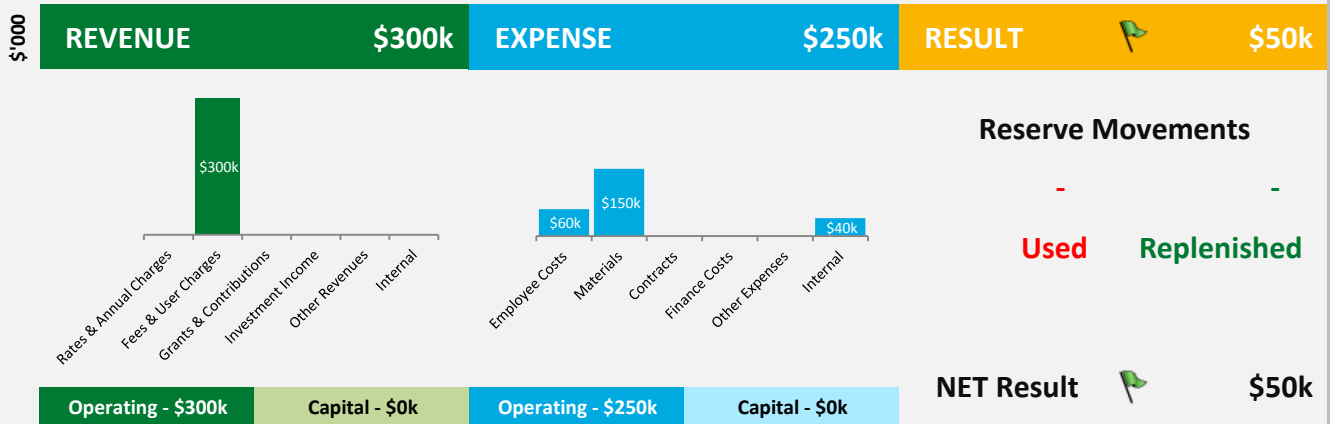 $'000
REVENUE $300k
EXPENSE $250k
RESULT $50k
$300k
Rates & Annual Charges
Fees & User Charges
Grants & Contributions
Investment Income
Other Revenues
Internal
Operating - $300k
Capital - $0k
$60k
$150k
$40k
Employee Costs
Materials
Contracts
Finance Costs
Other Expenses
Internal
Operating - $250k
Capital - $0k
Reserve Movements
- -
Used Replenished
NET Result $50k